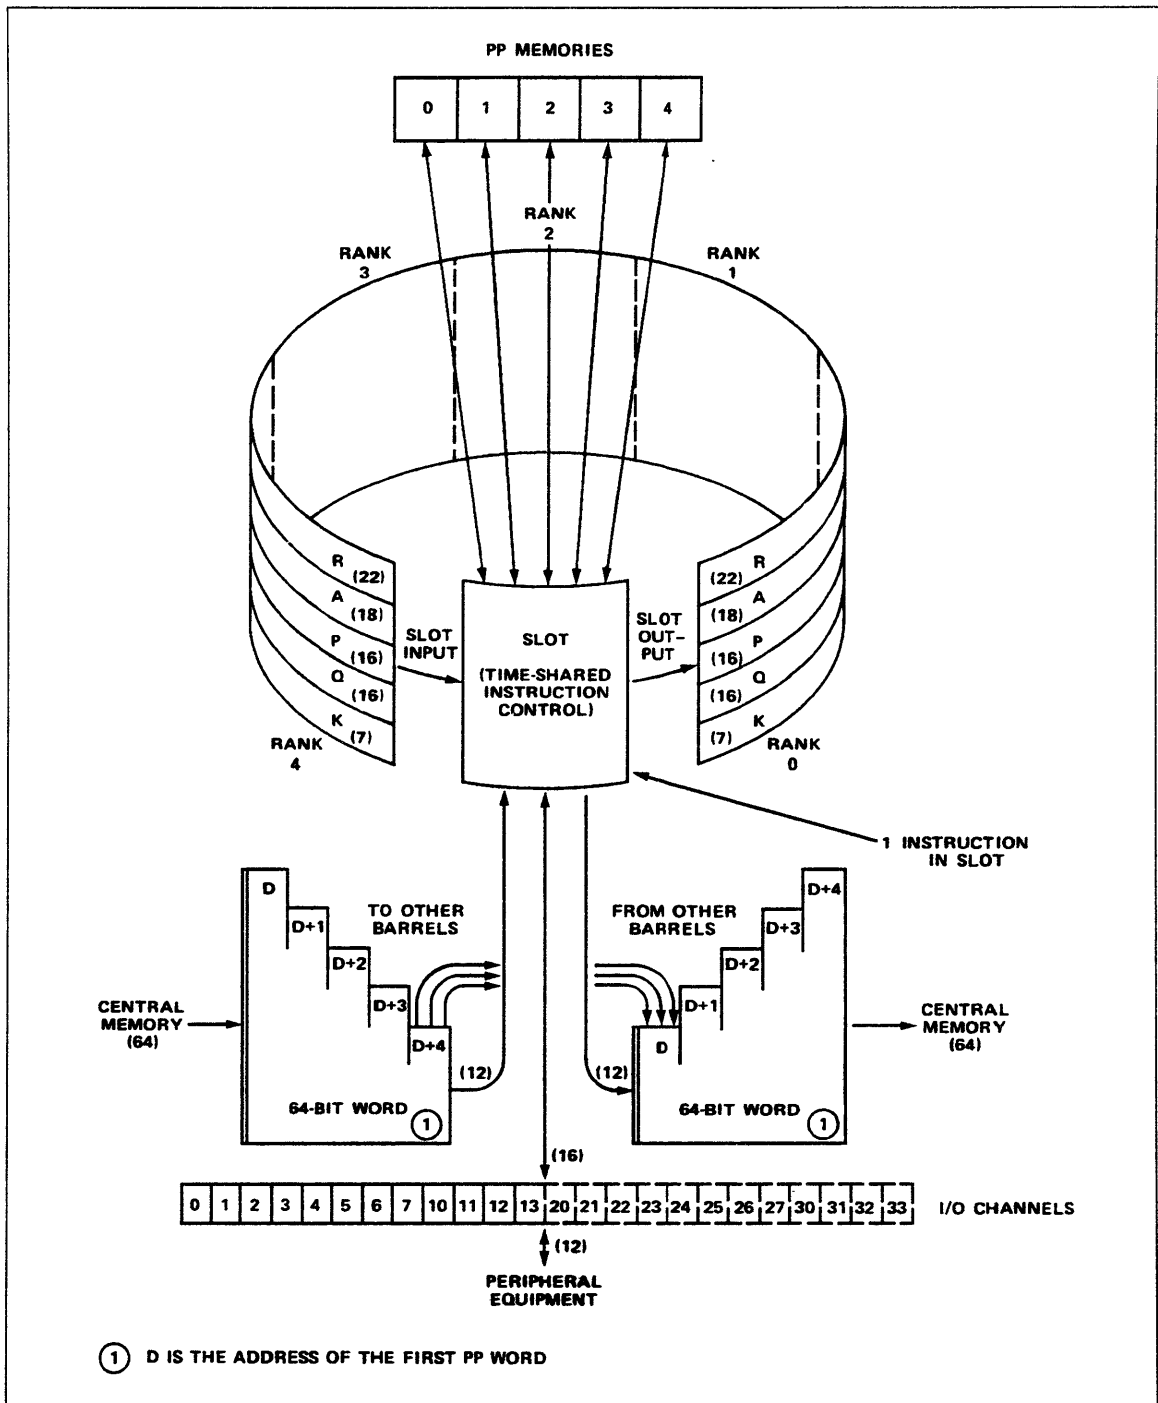 PP MEMORIES
0 1 2 3 4
RANK
2
RANK
3
RANK
1
R
(22)
A
(18)
P
(16)
Q
(16)
K
(7)
RANK
4
SLOT
INPUT
SLOT
(TIME-SHARED
INSTRUCTION
CONTROL)
SLOT
OUT-
PUT
R
(22)
A
(18)
P
(16)
Q
(16)
K
(7)
RANK
0
1 INSTRUCTION
IN SLOT
D
D+1
D+2
D+3
D+4
TO OTHER
BARRELS
CENTRAL
MEMORY
(64)
(12)
64-BIT WORD
1
FROM OTHER
BARRELS
D+4
D+3
D+2
D+1
D
(12)
64-BIT WORD
1
CENTRAL
MEMORY
(64)
(16)
0 1 2 3 4 5 6 7 10 11 12 13 20 21 22 23 24 25 26 27 30 31 32 33
I/O CHANNELS
(12)
PERIPHERAL
EQUIPMENT
1 D IS THE ADDRESS OF THE FIRST PP WORD